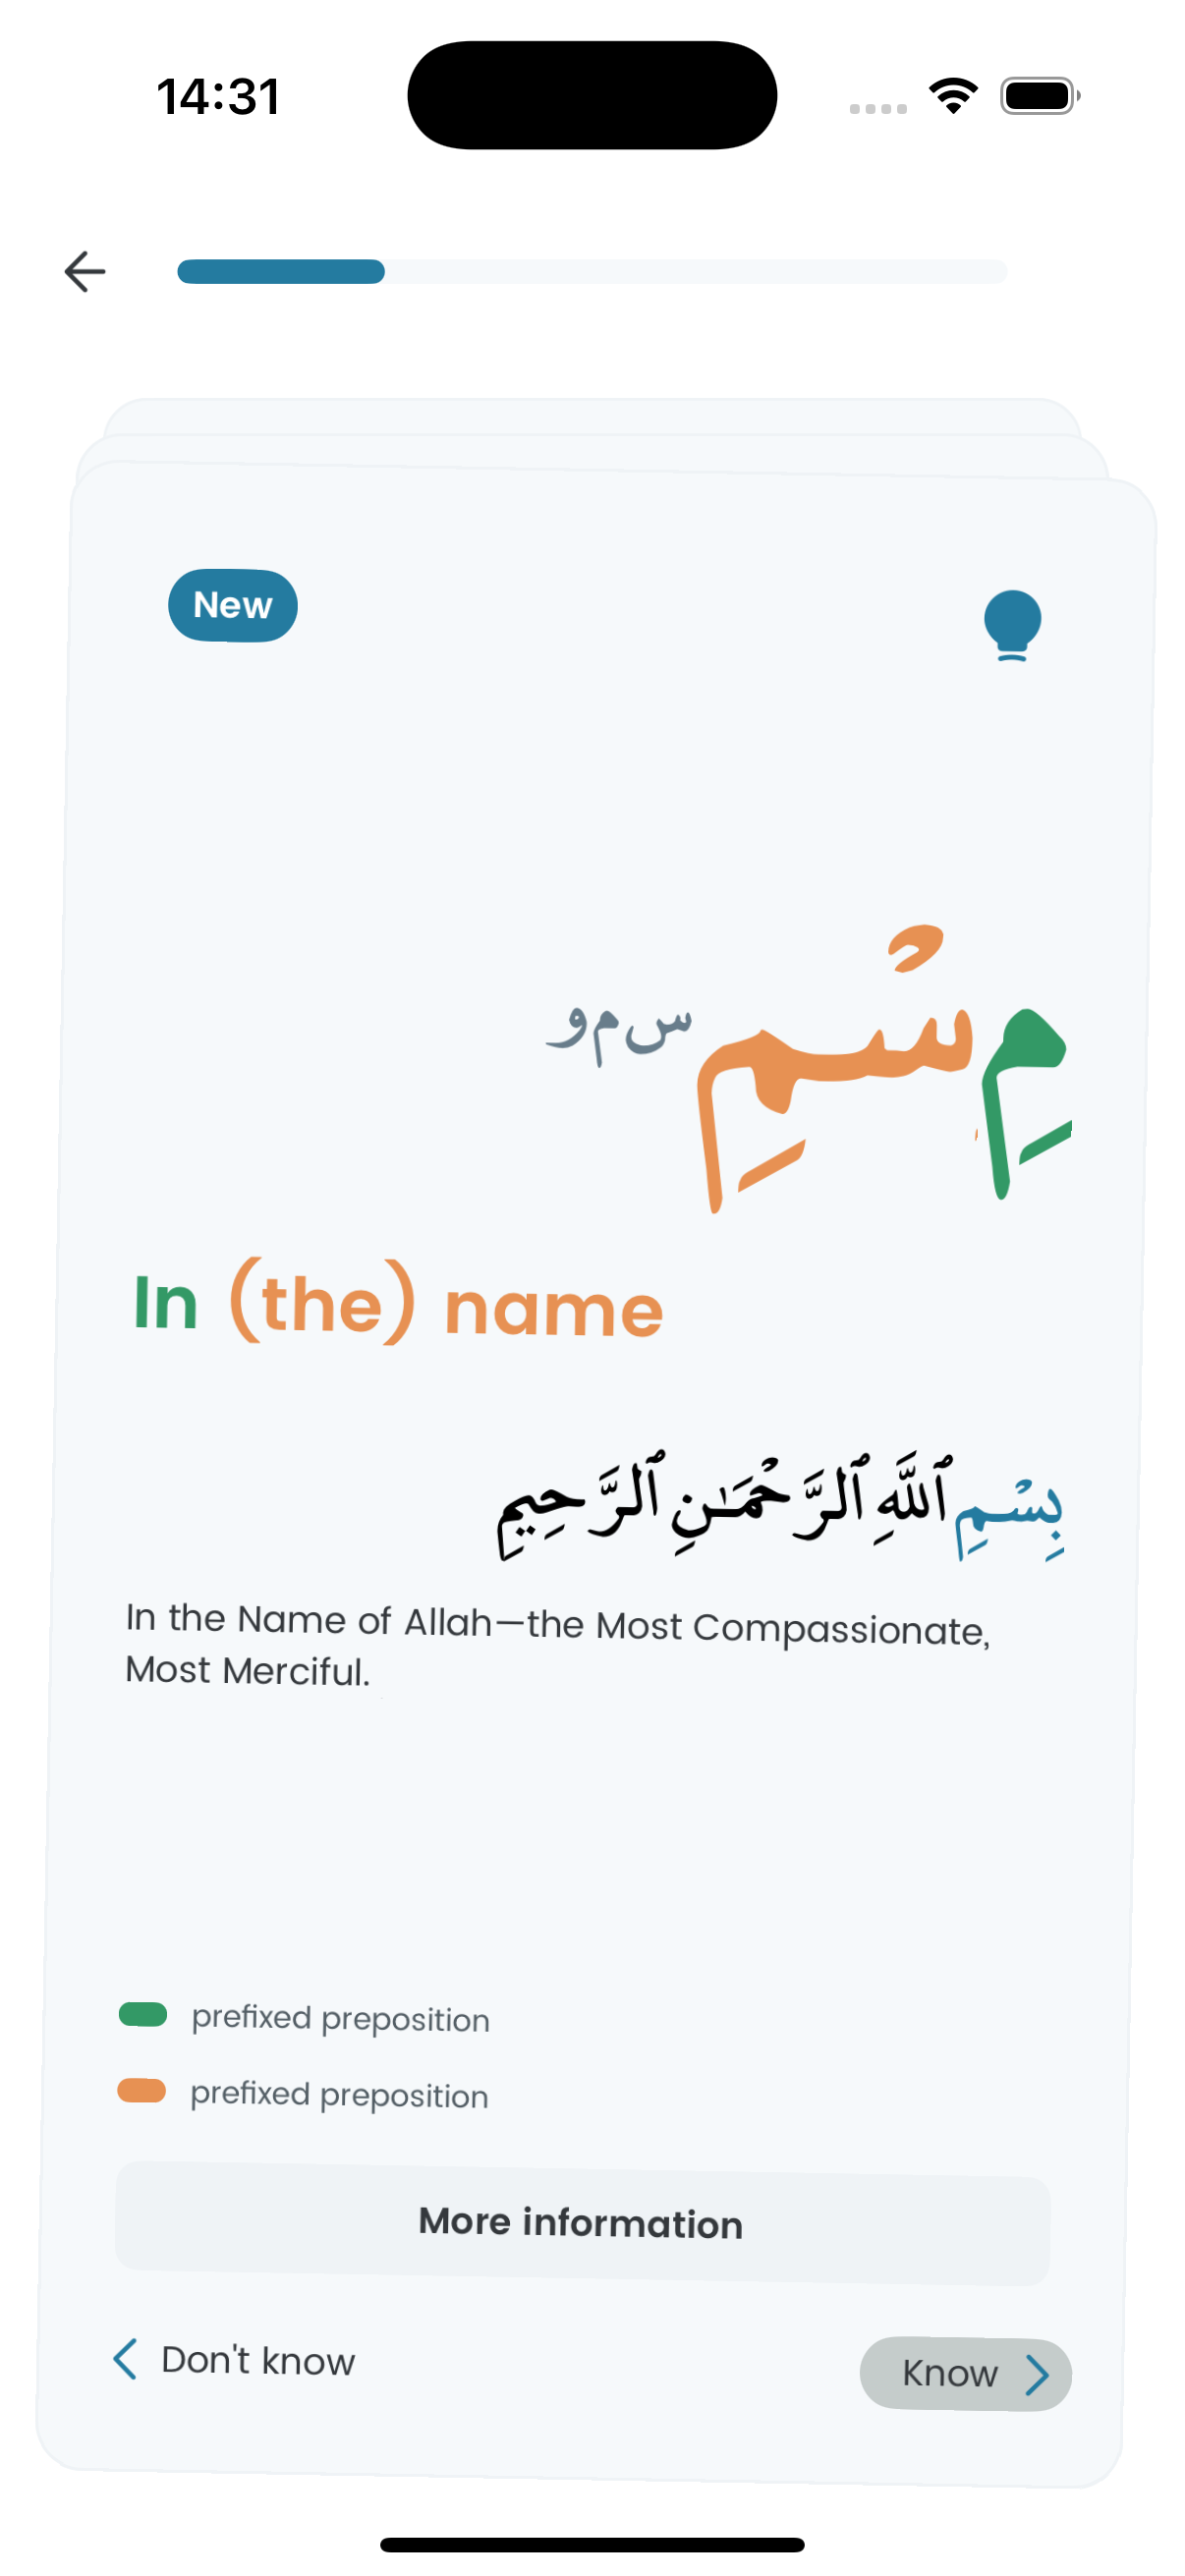 14:31
New
مِ سْمِ س م و
In (the) name
بِسْمِ ٱللَّهِ ٱلرَّحْمَـٰنِ ٱلرَّحِيمِ
In the Name of Allah—the Most Compassionate,
Most Merciful.
prefixed preposition
prefixed preposition
More information
Don't know
Know